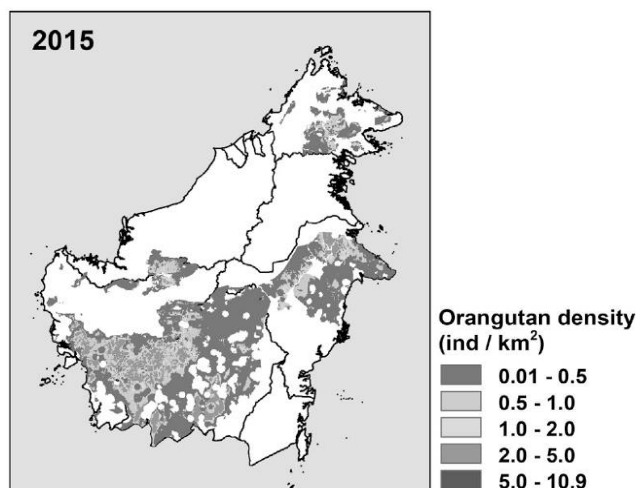 2015
Orangutan density
(ind / km²)
0.01 - 0.5
0.5 - 1.0
1.0 - 2.0
2.0 - 5.0
5.0 - 10.9